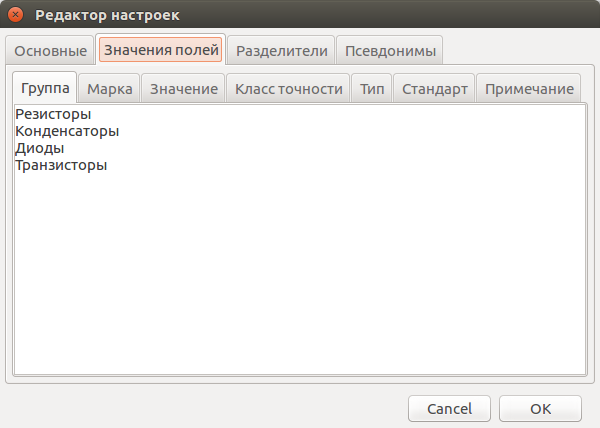 Редактор настроек
Основные Значения полей Разделители Псевдонимы
Группа Марка Значение Класс точности Тип Стандарт Примечание
Резисторы
Конденсаторы
Диоды
Транзисторы
Cancel OK